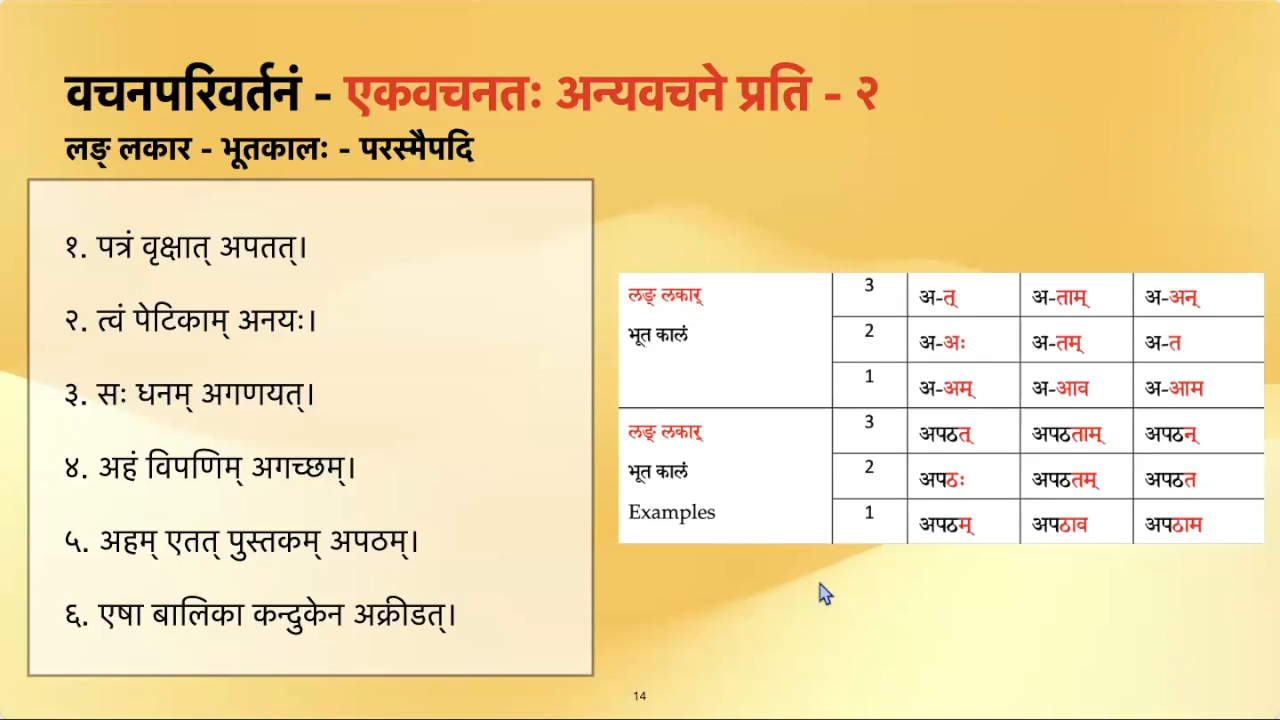 वचनपरिवर्तनं - एकवचनतः अन्यवचने प्रति - २
लङ् लकार - भूतकालः - परस्मैपदि
१. पत्रं वृक्षात् अपतत्।
२. त्वं पेटिकाम् अनयः।
३. सः धनम् अगणयत्।
४. अहं विपणिम् अगच्छम्।
५. अहम् एतत् पुस्तकम् अपठम्।
६. एषा बालिका कन्दुकेन अक्रीडत्।
लङ् लकार्
भूत कालं
3 अ-त् अ-ताम् अ-अन्
2 अ-अः अ-तम् अ-त
1 अ-अम् अ-आव अ-आम
लङ् लकार्
भूत कालं
Examples
3 अपठत् अपठताम् अपठन्
2 अपठः अपठतम् अपठत
1 अपठम् अपठाव अपठाम
14